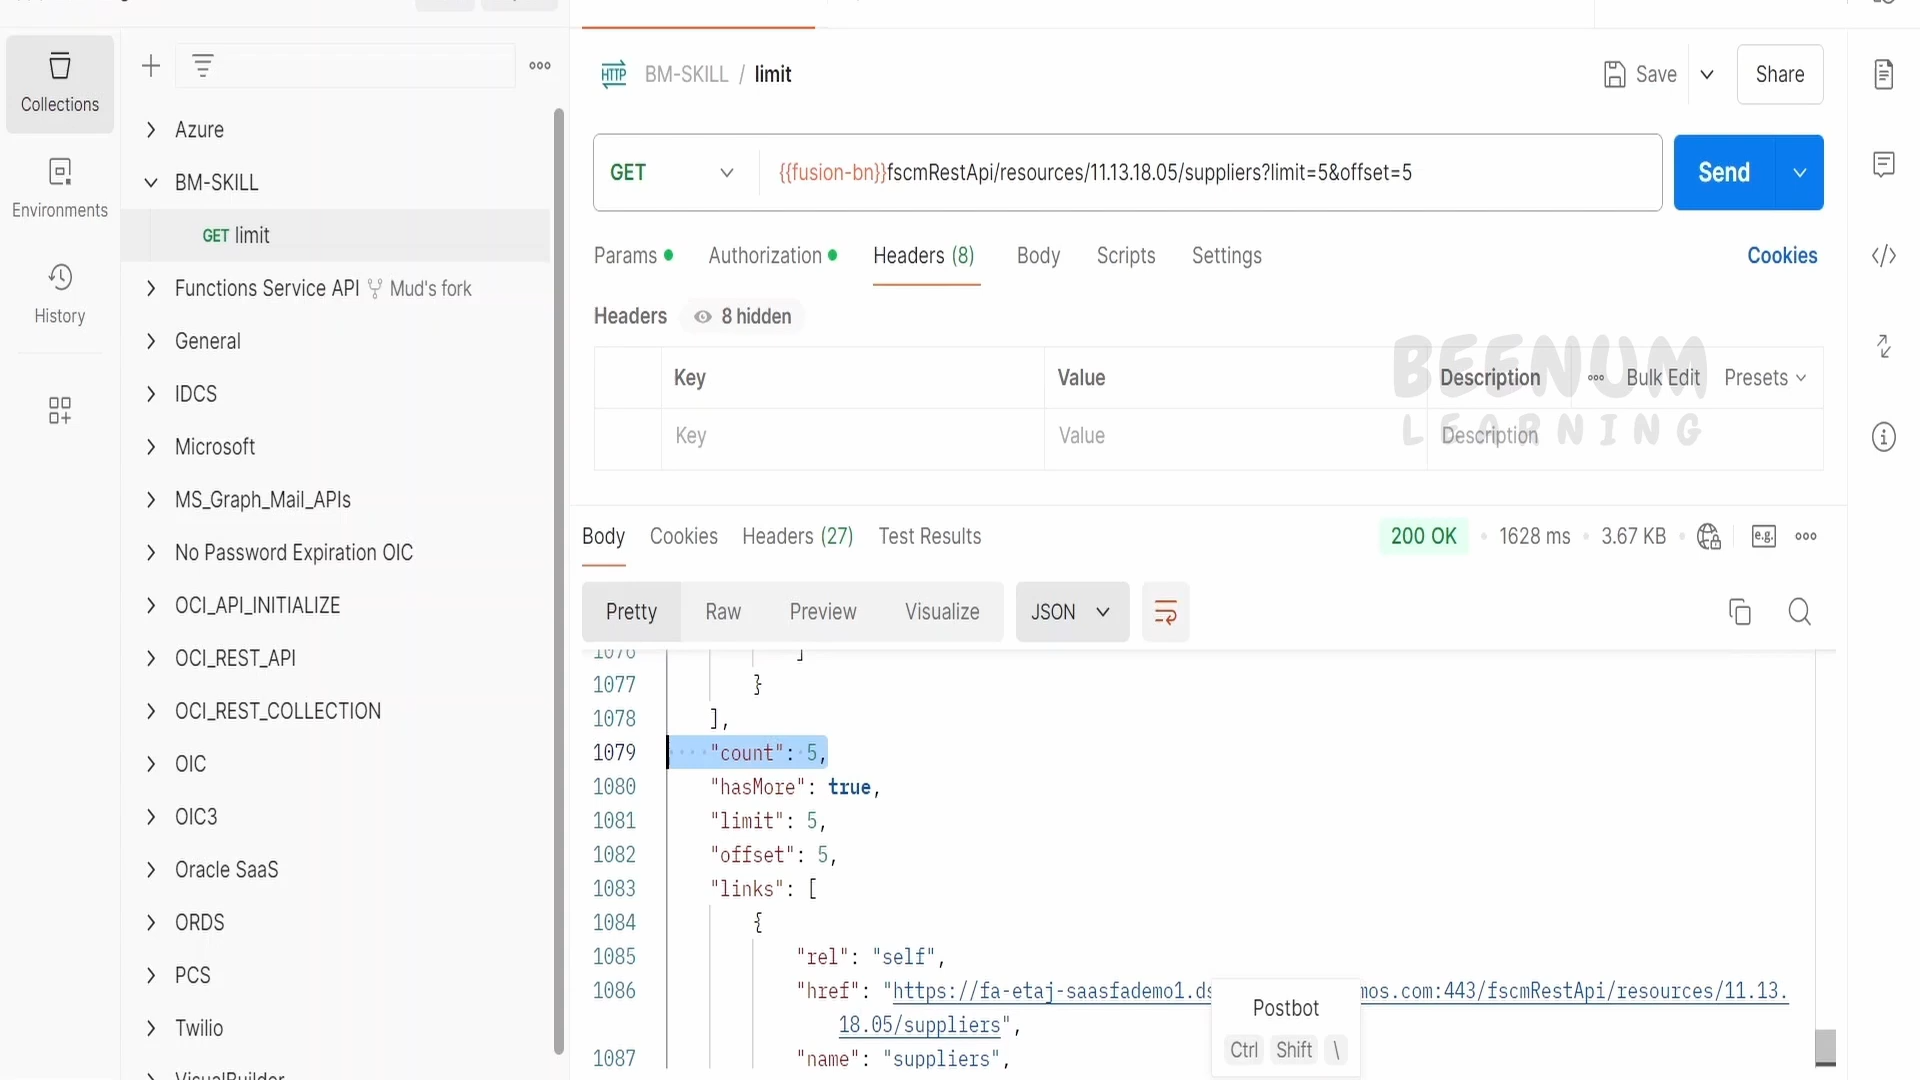 Collections
Environments
History
Azure
BM-SKILL
GET limit
Functions Service API Mud's fork
General
IDCS
Microsoft
MS_Graph_Mail_APIs
No Password Expiration OIC
OCI_API_INITIALIZE
OCI_REST_API
OCI_REST_COLLECTION
OIC
OIC3
Oracle SaaS
ORDS
PCS
Twilio
VisualBuilder
HTTP BM-SKILL / limit
Save
Share
GET
{{fusion-bn}}fscmRestApi/resources/11.13.18.05/suppliers?limit=5&offset=5
Send
Params
Authorization
Headers (8)
Body
Scripts
Settings
Cookies
Headers
8 hidden
Key Value Description Bulk Edit Presets
Key Value Description
BEENUM
LEARNING
Body Cookies Headers (27) Test Results
200 OK • 1628 ms • 3.67 KB
e.g.
Pretty Raw Preview Visualize JSON
1076 ]
1077 }
1078 ],
1079 "count": 5,
1080 "hasMore": true,
1081 "limit": 5,
1082 "offset": 5,
1083 "links": [
1084 {
1085 "rel": "self",
1086 "href": "https://fa-etaj-saasfademo1.ds mos.com:443/fscmRestApi/resources/11.13.
18.05/suppliers",
1087 "name": "suppliers",
Postbot
Ctrl Shift \